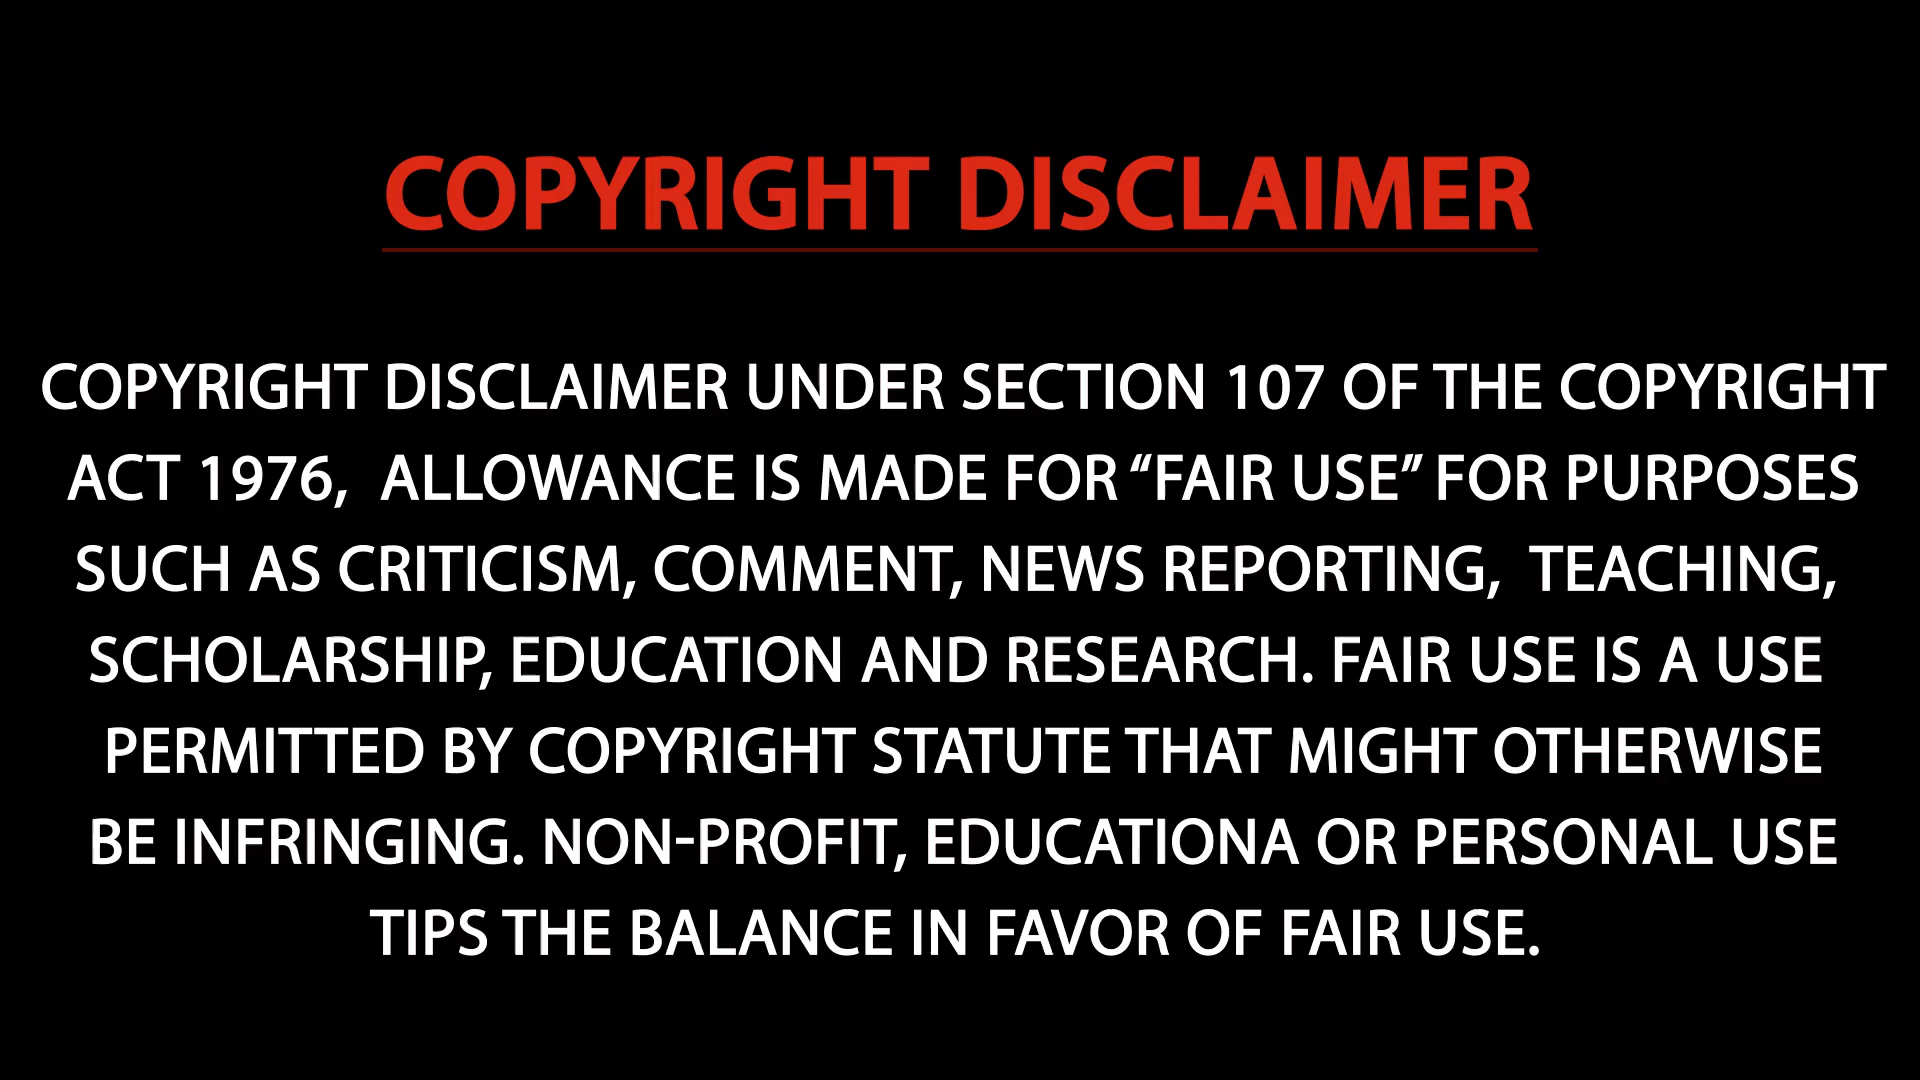 COPYRIGHT DISCLAIMER
COPYRIGHT DISCLAIMER UNDER SECTION 107 OF THE COPYRIGHT
ACT 1976,  ALLOWANCE IS MADE FOR “FAIR USE” FOR PURPOSES
SUCH AS CRITICISM, COMMENT, NEWS REPORTING,  TEACHING,
SCHOLARSHIP, EDUCATION AND RESEARCH. FAIR USE IS A USE
PERMITTED BY COPYRIGHT STATUTE THAT MIGHT OTHERWISE
BE INFRINGING. NON-PROFIT, EDUCATIONA OR PERSONAL USE
TIPS THE BALANCE IN FAVOR OF FAIR USE.